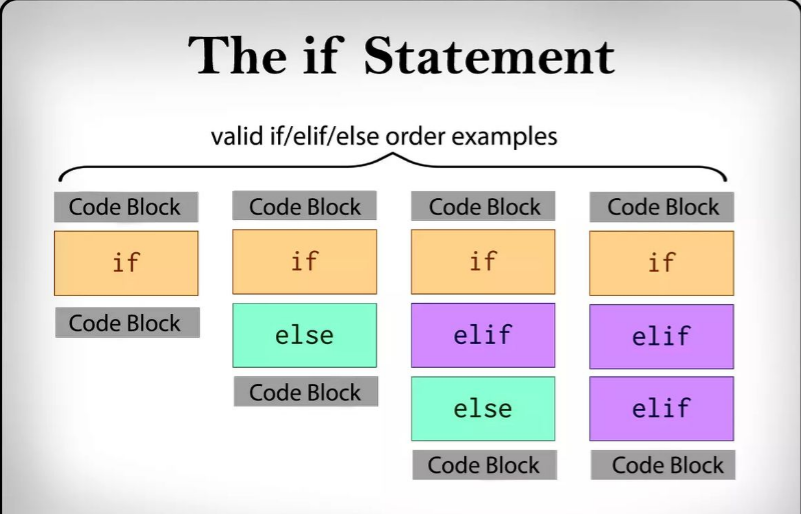 The if Statement
valid if/elif/else order examples
Code Block
if
Code Block
Code Block
if
else
Code Block
Code Block
if
elif
else
Code Block
Code Block
if
elif
elif
Code Block